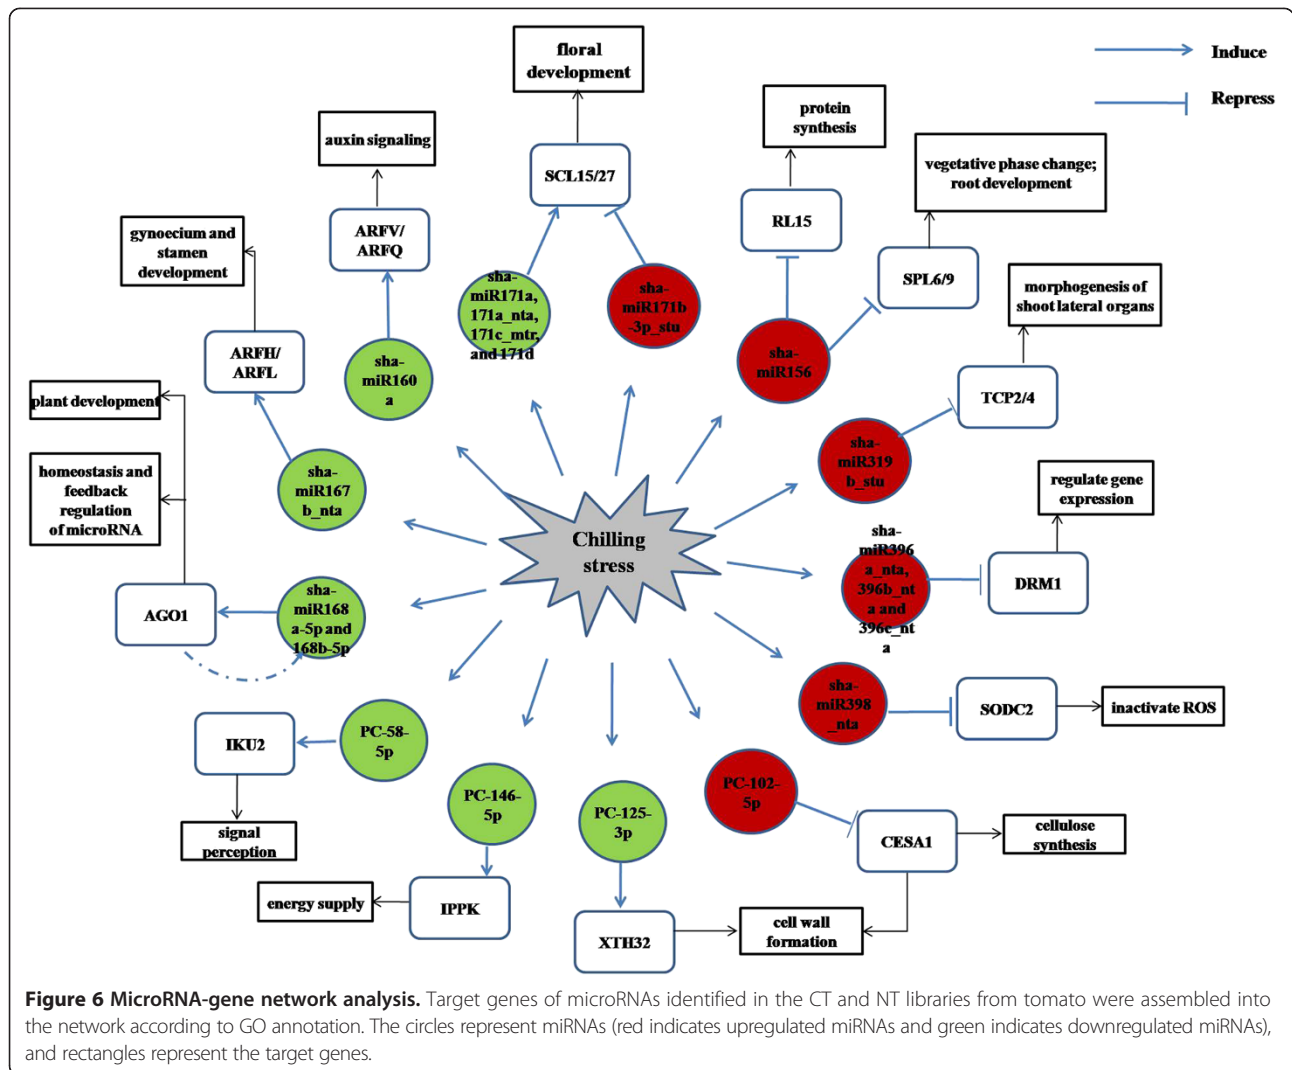 floral
development
Induce
Repress
protein
synthesis
auxin signaling
vegetative phase change;
root development
SCL15/27
RL15
ARFV/
ARFQ
gynoecium and
stamen
development
SPL6/9
morphogenesis of
shoot lateral organs
sha-
miR171a,
171a_nta,
171c_mtr,
and 171d
sha-
miR171b
-3p_stu
sha-
miR156
ARFH/
ARFL
sha-
miR160
a
TCP2/4
plant development
sha-
miR319
b_stu
homeostasis and
feedback
regulation
of microRNA
sha-
miR167
b_nta
regulate gene
expression
Chilling
stress
sha-
miR396
a_nta,
396b_nt
a and
396c_nt
a
DRM1
AGO1
sha-
miR168
a-5p and
168b-5p
sha-
miR398
_nta
SODC2
inactivate ROS
IKU2
PC-58-
5p
PC-146-
5p
PC-125-
3p
PC-102-
5p
signal
perception
CESA1
cellulose
synthesis
energy supply
IPPK
XTH32
cell wall
formation
Figure 6 MicroRNA-gene network analysis. Target genes of microRNAs identified in the CT and NT libraries from tomato were assembled into
the network according to GO annotation. The circles represent miRNAs (red indicates upregulated miRNAs and green indicates downregulated miRNAs),
and rectangles represent the target genes.